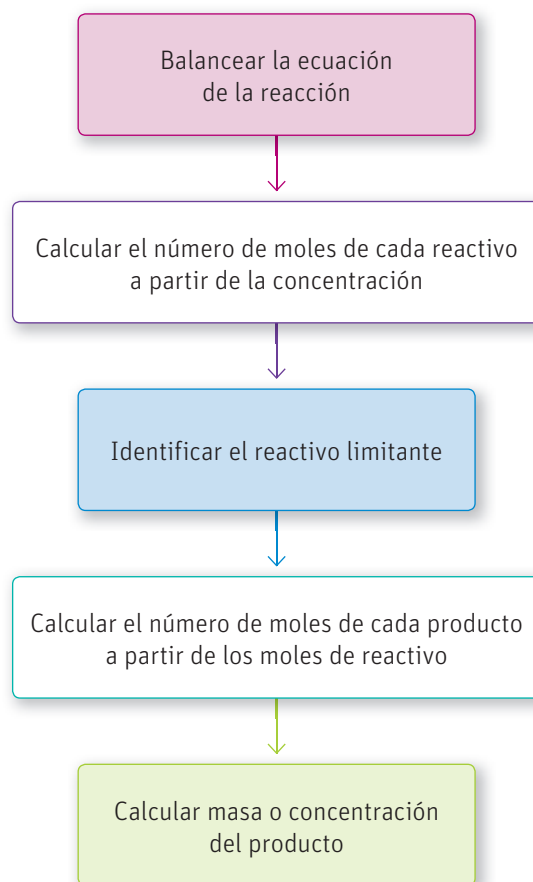 Balancear la ecuación
de la reacción
Calcular el número de moles de cada reactivo
a partir de la concentración
Identificar el reactivo limitante
Calcular el número de moles de cada producto
a partir de los moles de reactivo
Calcular masa o concentración
del producto